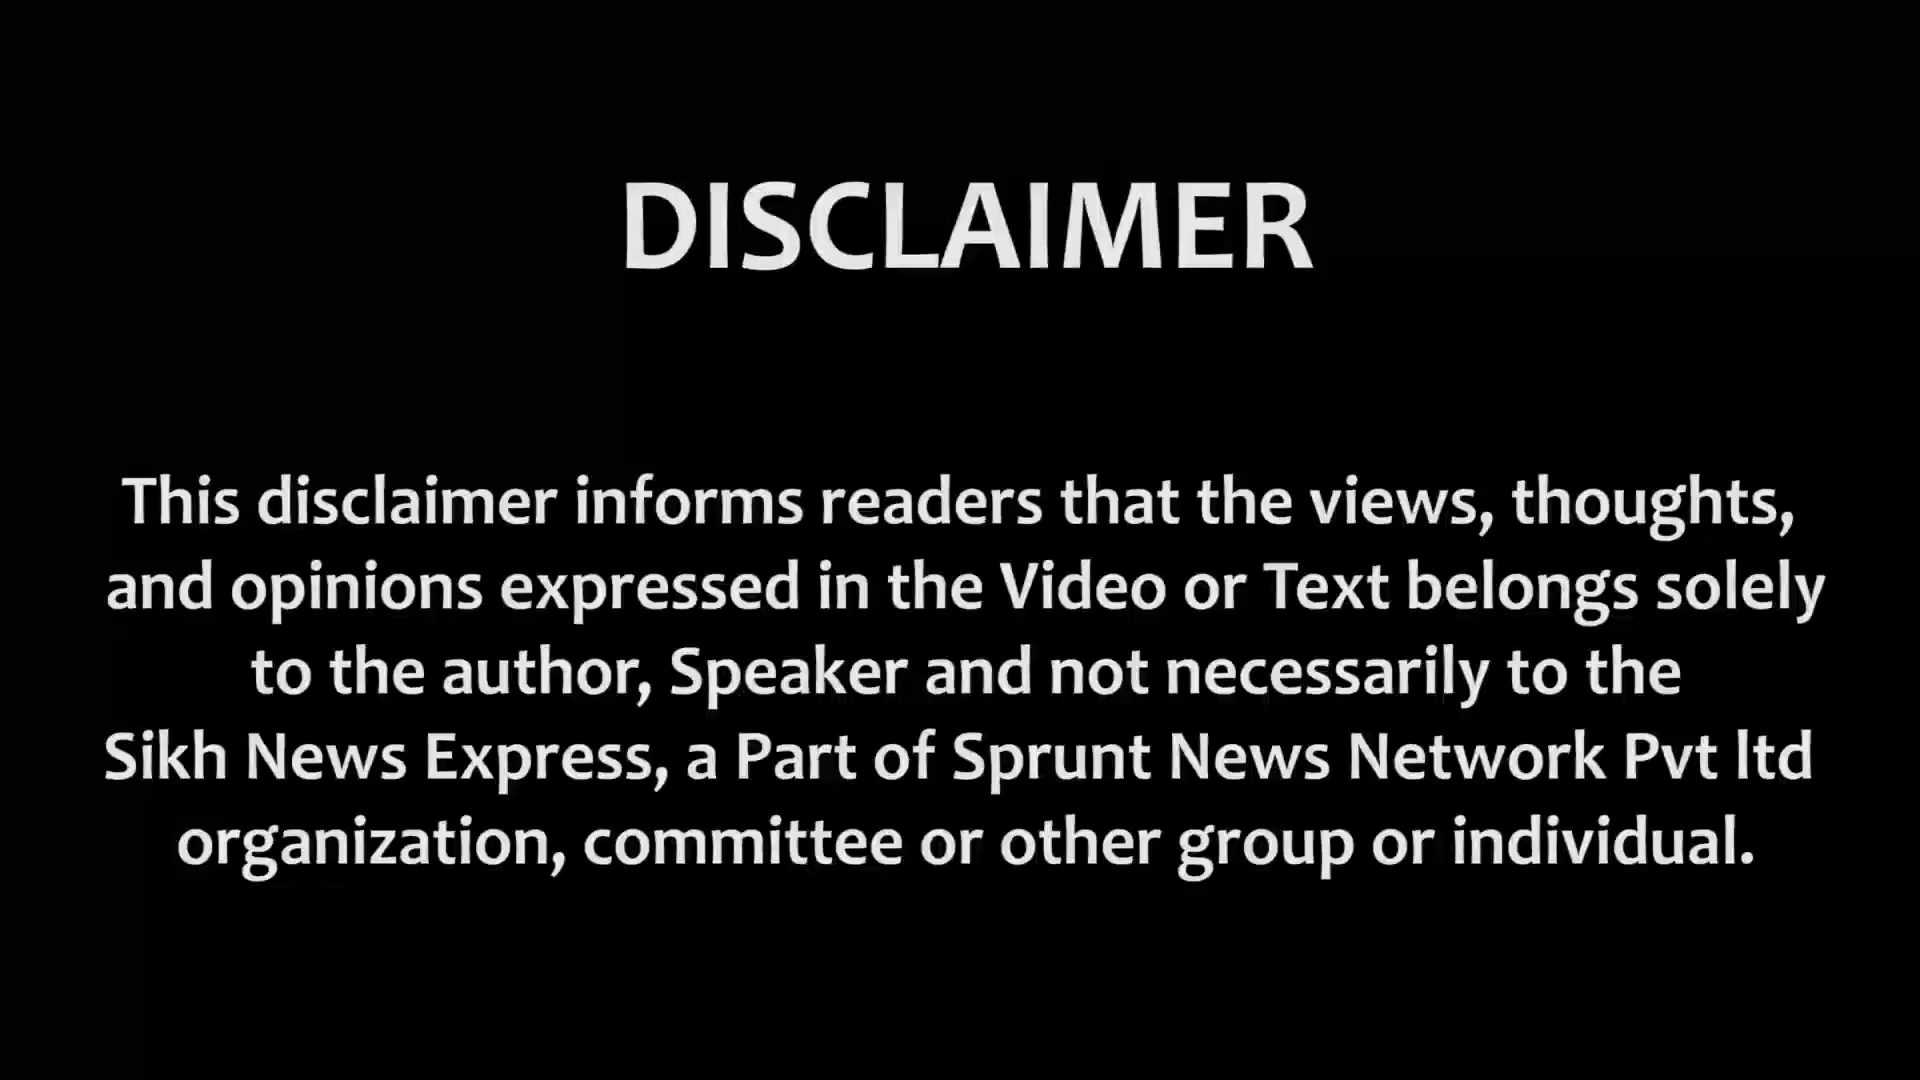 DISCLAIMER
This disclaimer informs readers that the views, thoughts,
and opinions expressed in the Video or Text belongs solely
to the author, Speaker and not necessarily to the
Sikh News Express, a Part of Sprunt News Network Pvt ltd
organization, committee or other group or individual.